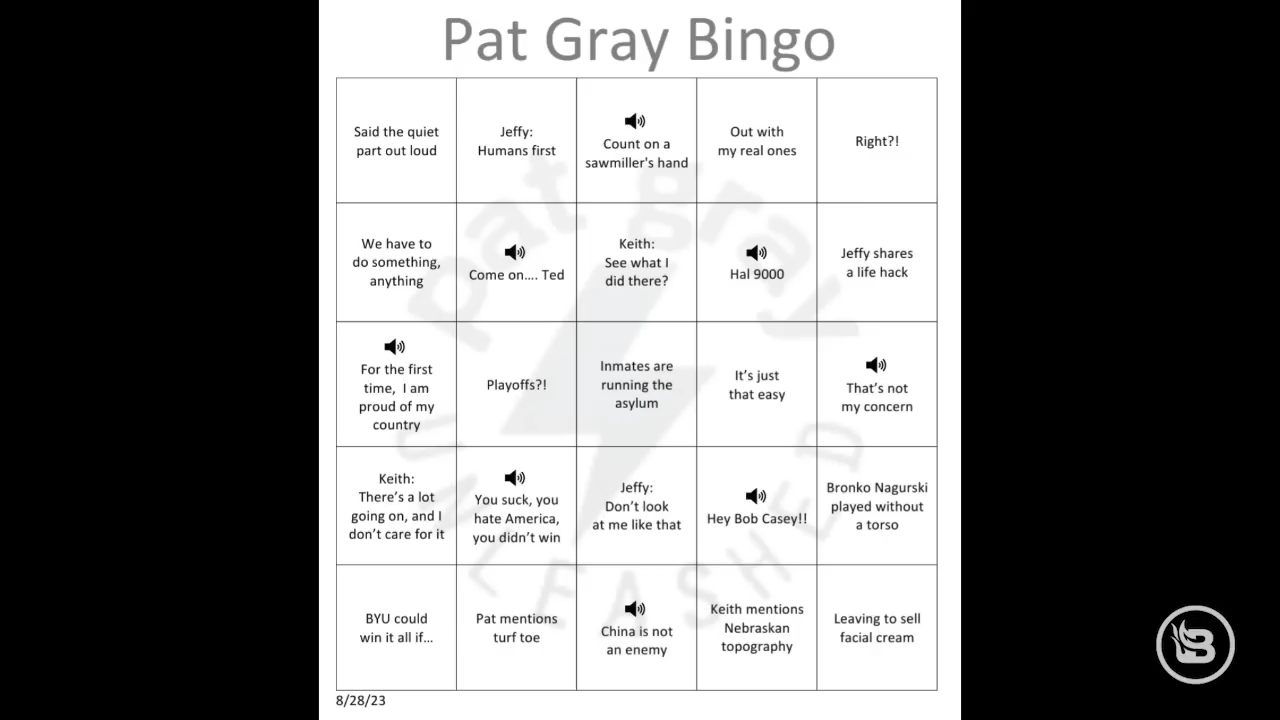 Pat Gray Bingo
Said the quiet
part out loud
Jeffy:
Humans first
Count on a
sawmiller's hand
Out with
my real ones
Right?!
We have to
do something,
anything
Come on.... Ted
Keith:
See what I
did there?
Hal 9000
Jeffy shares
a life hack
For the first
time, I am
proud of my
country
Playoffs?!
Inmates are
running the
asylum
It's just
that easy
That's not
my concern
Keith:
There's a lot
going on, and I
don't care for it
You suck, you
hate America,
you didn't win
Jeffy:
Don't look
at me like that
Hey Bob Casey!!
Bronko Nagurski
played without
a torso
BYU could
win it all if...
Pat mentions
turf toe
China is not
an enemy
Keith mentions
Nebraskan
topography
Leaving to sell
facial cream
pat gray
UNLEASHED
8/28/23
B